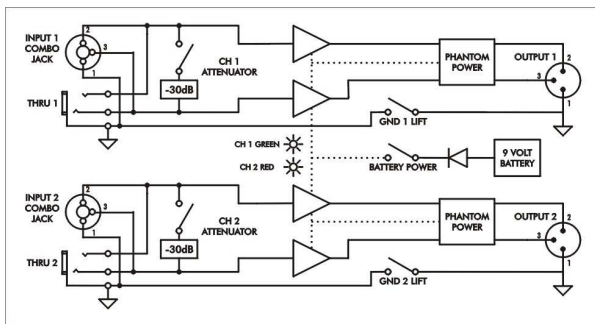 INPUT 1
COMBO
JACK
2
3
1
THRU 1
CH 1
ATTENUATOR
-30dB
PHANTOM
POWER
OUTPUT 1
2
3
1
GND 1 LIFT
CH 1 GREEN
CH 2 RED
BATTERY POWER
9 VOLT
BATTERY
INPUT 2
COMBO
JACK
2
3
1
THRU 2
CH 2
ATTENUATOR
-30dB
PHANTOM
POWER
OUTPUT 2
2
3
1
GND 2 LIFT